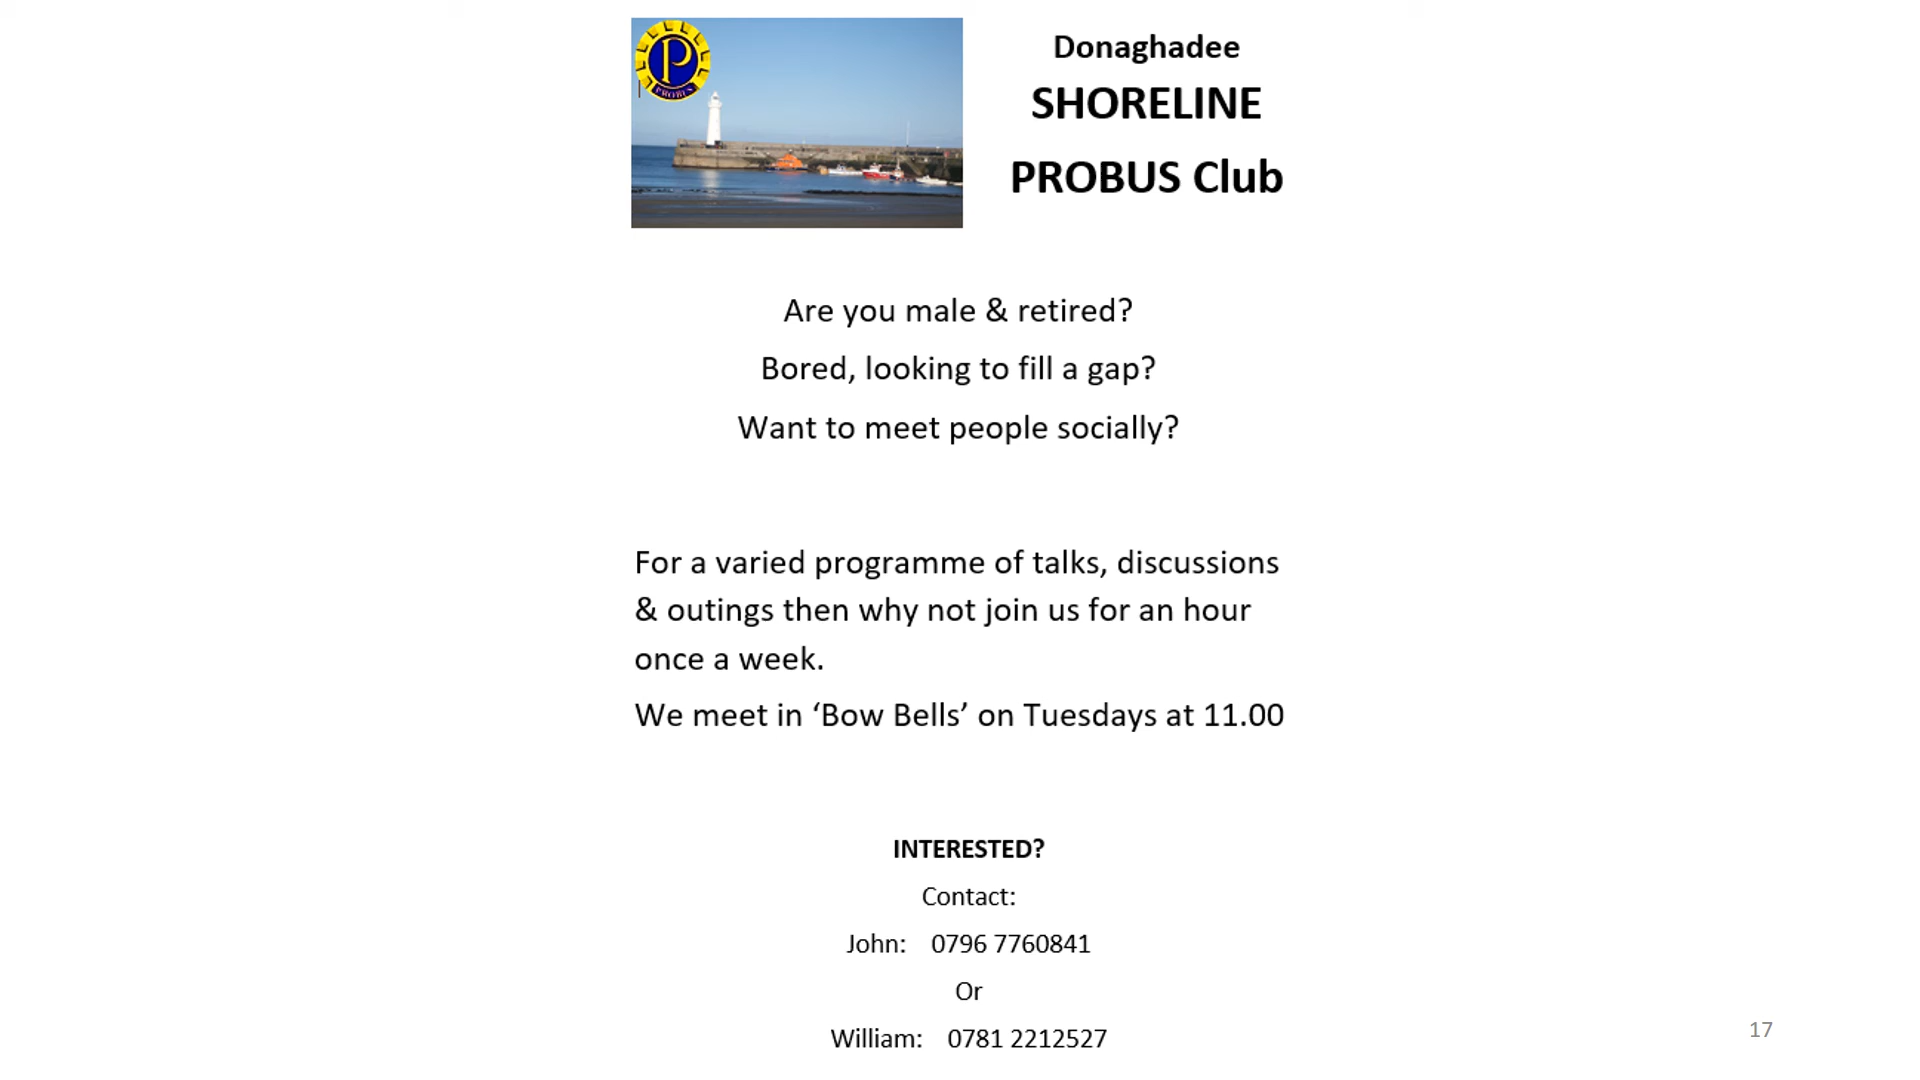 P
PROBUS
Donaghadee
SHORELINE
PROBUS Club
Are you male & retired?
Bored, looking to fill a gap?
Want to meet people socially?
For a varied programme of talks, discussions
& outings then why not join us for an hour
once a week.
We meet in ‘Bow Bells’ on Tuesdays at 11.00
INTERESTED?
Contact:
John: 0796 7760841
Or
William: 0781 2212527
17